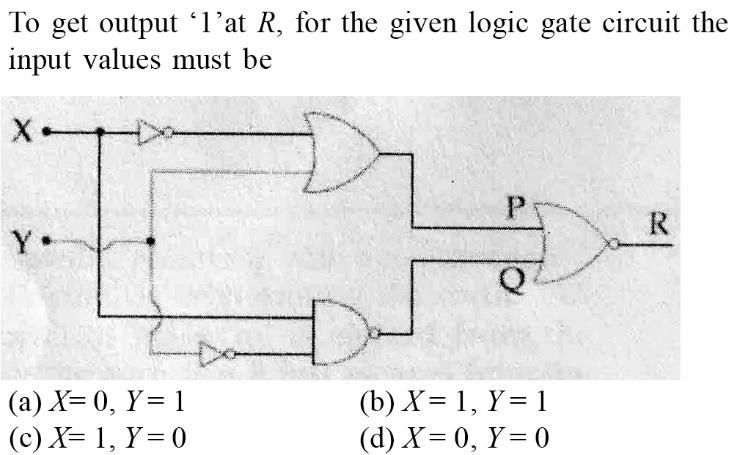 To get output ‘1’at R, for the given logic gate circuit the
input values must be
X
P
R
Y
Q
(a) X= 0, Y= 1
(b) X= 1, Y= 1
(c) X= 1, Y= 0
(d) X= 0, Y= 0